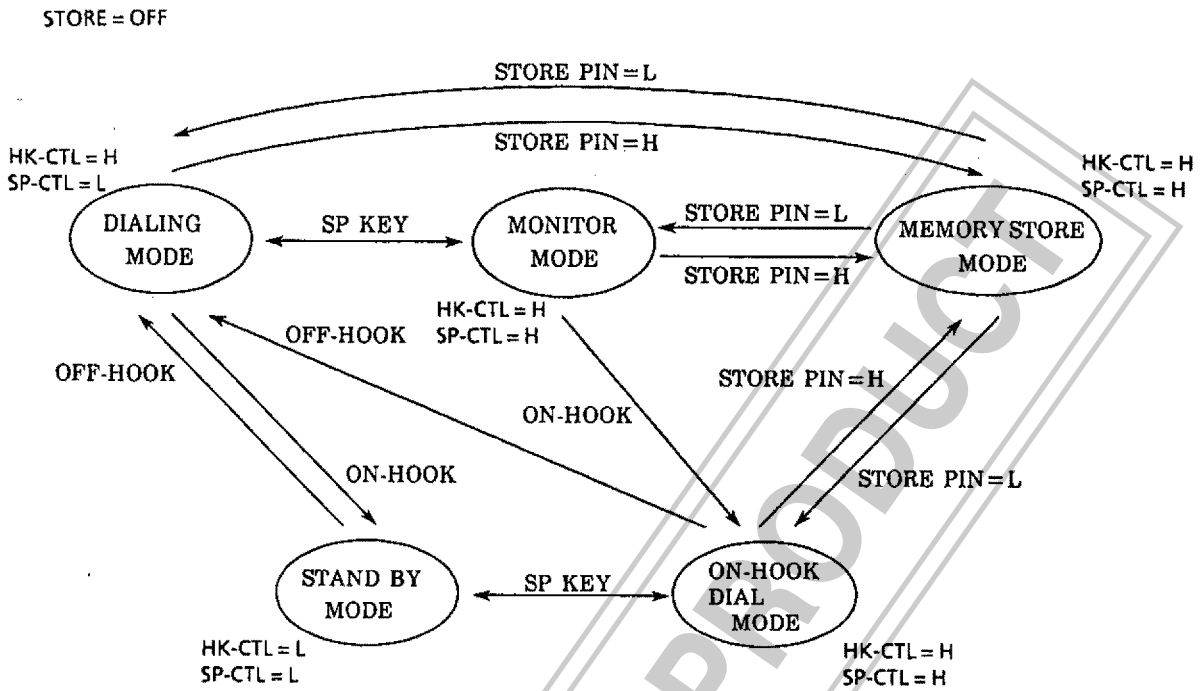 STORE = OFF
STORE PIN=L
STORE PIN=H
HK-CTL = H
SP-CTL = L
HK-CTL = H
SP-CTL = H
DIALING
MODE
SP KEY
MONITOR
MODE
STORE PIN=L
STORE PIN=H
MEMORY STORE
MODE
HK-CTL = H
SP-CTL = H
OFF-HOOK
OFF-HOOK
STORE PIN=H
ON-HOOK
ON-HOOK
STORE PIN=L
STAND BY
MODE
SP KEY
ON-HOOK
DIAL
MODE
HK-CTL = L
SP-CTL = L
HK-CTL = H
SP-CTL = H
PRODUCT